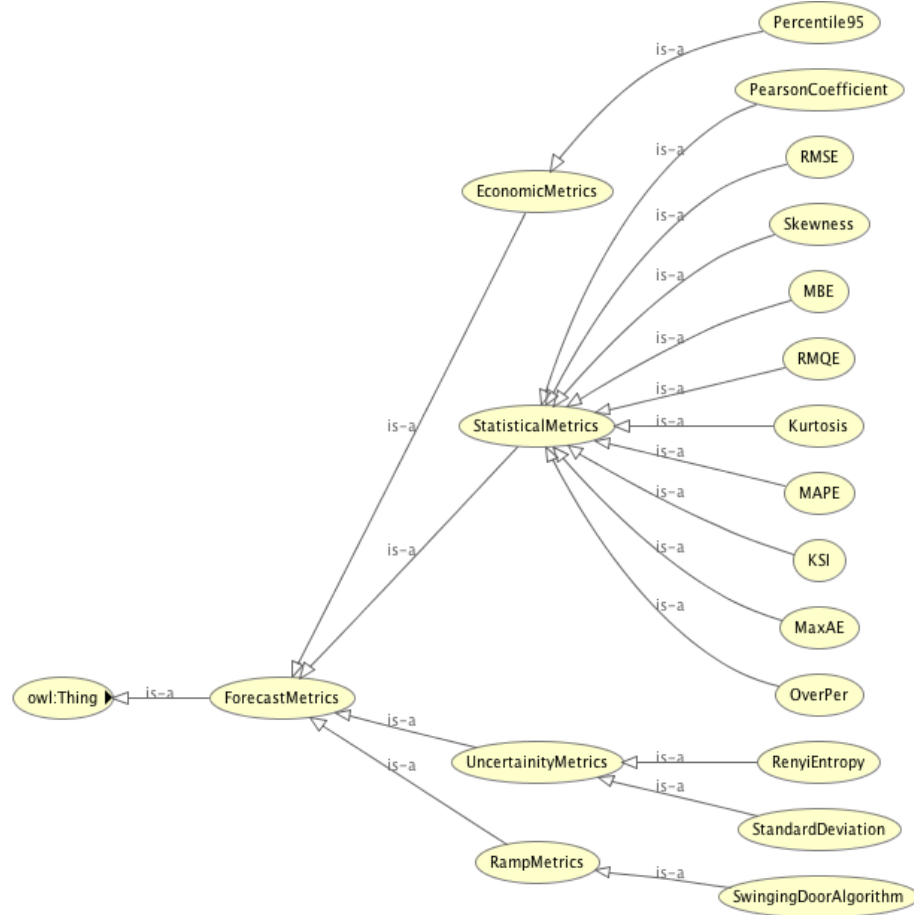 Percentile95
is-a
PearsonCoefficient
is-a
RMSE
EconomicMetrics
is-a
Skewness
is-a
MBE
is-a
RMQE
is-a
is-a
StatisticalMetrics
is-a
Kurtosis
is-a
MAPE
is-a
is-a
KSI
is-a
MaxAE
is-a
OverPer
owl:Thing
is-a
ForecastMetrics
is-a
UncertainityMetrics
is-a
RenyiEntropy
is-a
is-a
StandardDeviation
RampMetrics
is-a
SwingingDoorAlgorithm